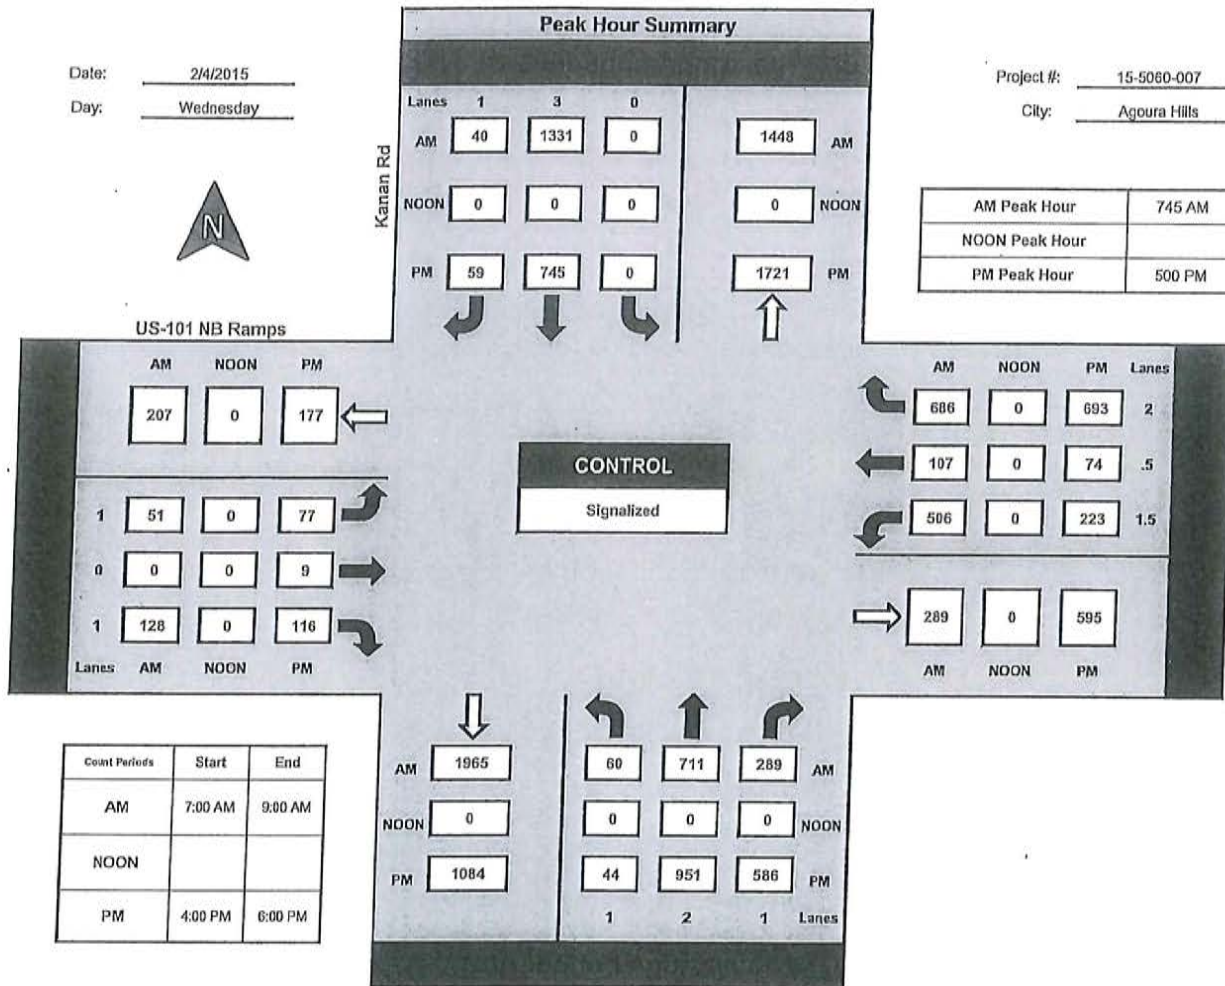 Peak Hour Summary
Date: 2/4/2015
Day: Wednesday
Project #: 15-5060-007
City: Agoura Hills
N
Kanan Rd
Lanes 1 3 0
AM 40 1331 0 1448 AM
NOON 0 0 0 0 NOON
PM 59 745 0 1721 PM
AM Peak Hour 745 AM
NOON Peak Hour
PM Peak Hour 500 PM
US-101 NB Ramps
AM NOON PM
207 0 177
1 51 0 77
0 0 0 9
1 128 0 116
Lanes AM NOON PM
CONTROL
Signalized
AM NOON PM Lanes
686 0 693 2
107 0 74 .5
506 0 223 1.5
289 0 595
AM NOON PM
Count Periods Start End
AM 7:00 AM 9:00 AM
NOON
PM 4:00 PM 6:00 PM
AM 1965 60 711 289 AM
NOON 0 0 0 0 NOON
PM 1084 44 951 586 PM
1 2 1 Lanes